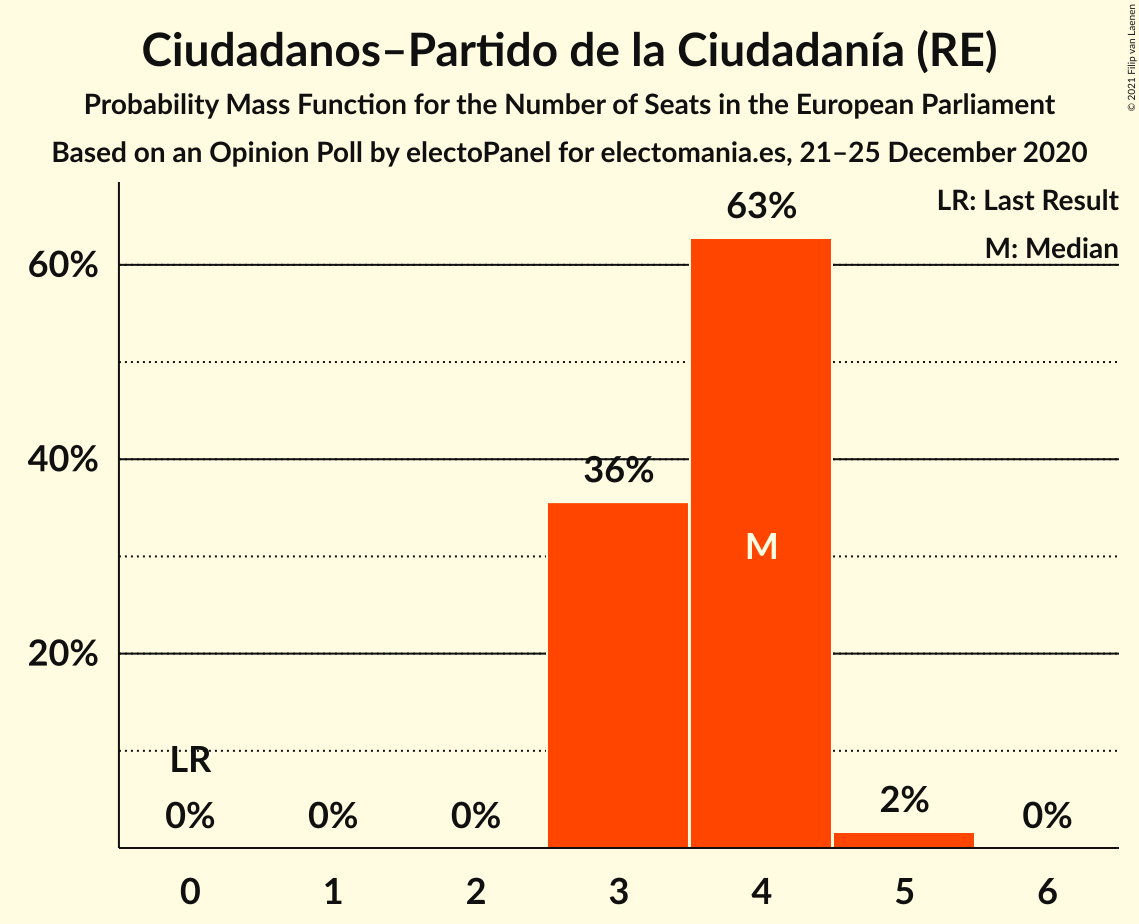 Ciudadanos–Partido de la Ciudadanía (RE)
Probability Mass Function for the Number of Seats in the European Parliament
Based on an Opinion Poll by electoPanel for electomania.es, 21–25 December 2020
© 2021 Filip van Laenen
LR: Last Result
M: Median
63%
60%
40%
36%
M
20%
LR
0%
0%
0%
2%
0%
0
1
2
3
4
5
6